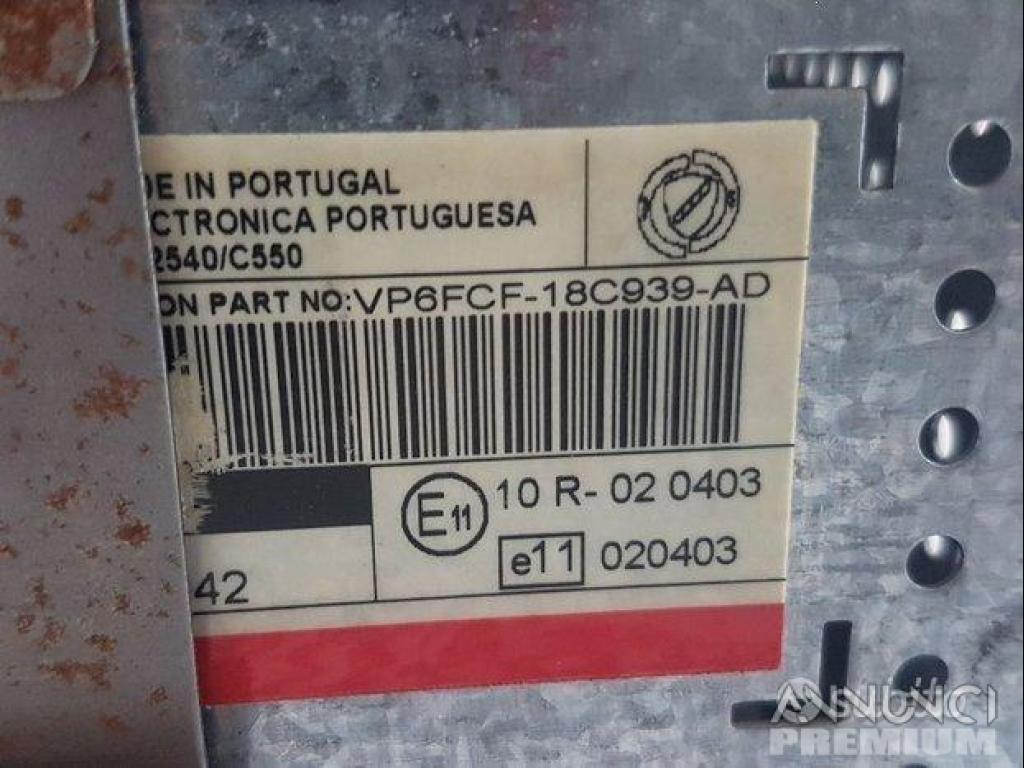 DE IN PORTUGAL
CTRONICA PORTUGUESA
2540/C550
ON PART NO:VP6FCF-18C939-AD
E11 10 R- 02 0403
e11 020403
42
ANNUNCI
PREMIUM